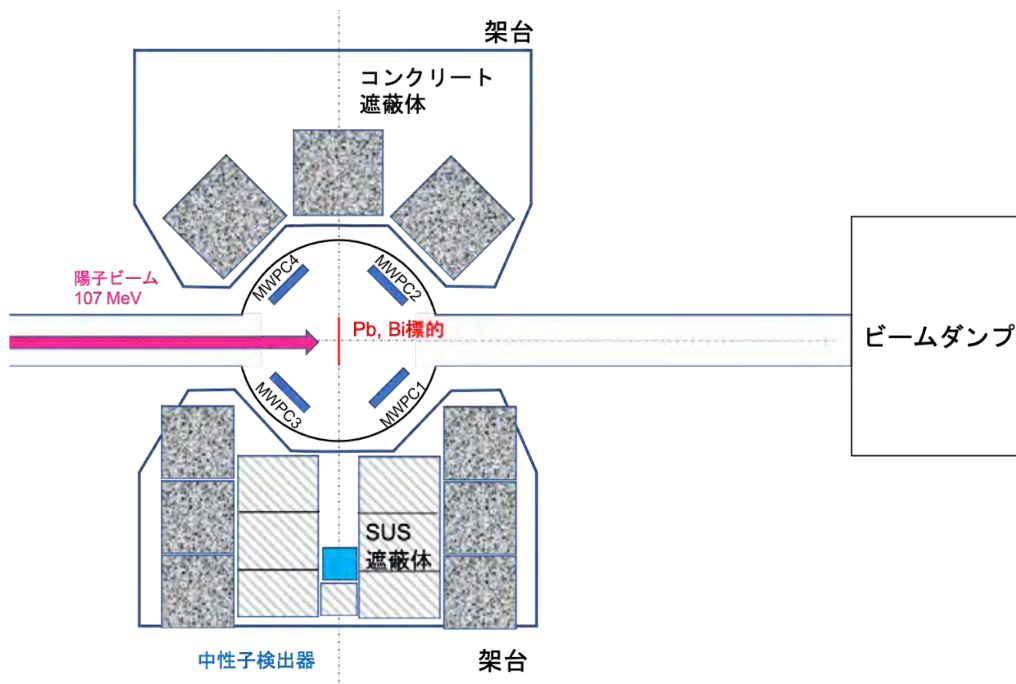 架台
コンクリート
遮蔽体
陽子ビーム
107 MeV
MWPC4
MWPC2
Pb, Bi標的
ビームダンプ
MWPC3
MWPC1
SUS
遮蔽体
中性子検出器
架台